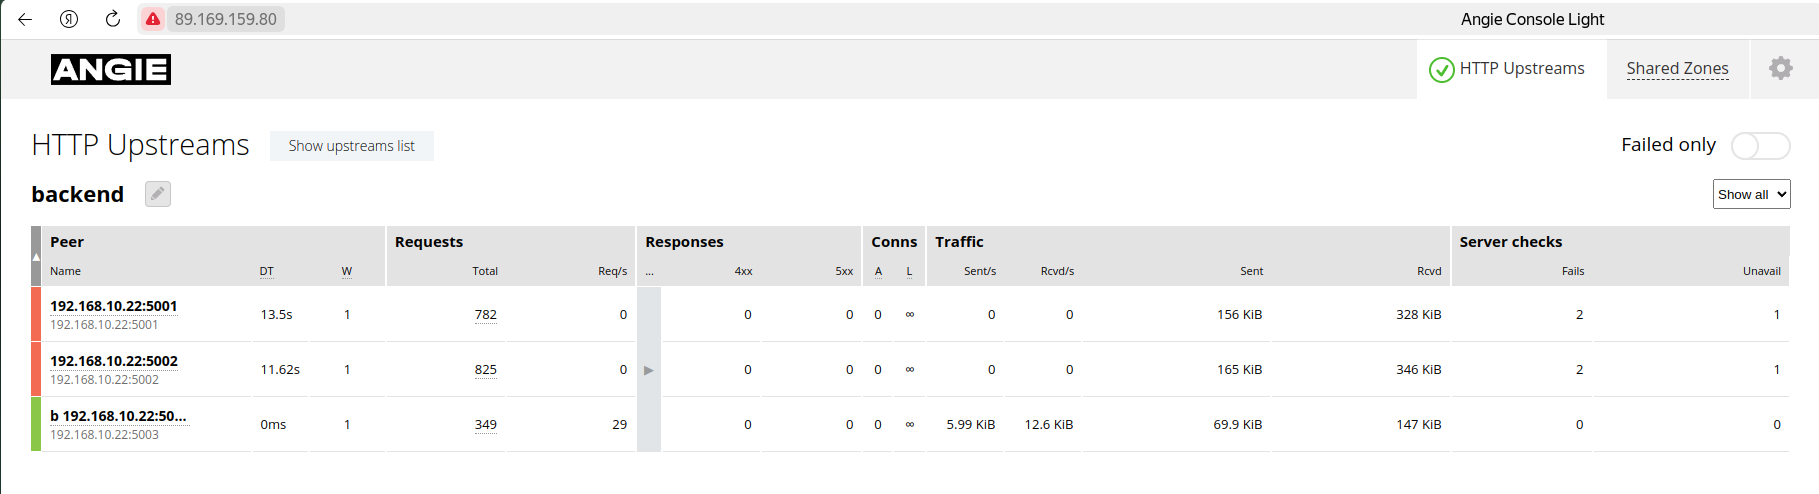 Я 89.169.159.80 Angie Console Light
ANGIE HTTP Upstreams Shared Zones
HTTP Upstreams Show upstreams list Failed only
backend Show all
Peer Requests Responses Conns Traffic Server checks
Name DT W Total Req/s ... 4xx 5xx A L Sent/s Rcvd/s Sent Rcvd Fails Unavail
192.168.10.22:5001
192.168.10.22:5001 13.5s 1 782 0 0 0 0 ∞ 0 0 156 KiB 328 KiB 2 1
192.168.10.22:5002
192.168.10.22:5002 11.62s 1 825 0 0 0 0 ∞ 0 0 165 KiB 346 KiB 2 1
b 192.168.10.22:50...
192.168.10.22:5003 0ms 1 349 29 0 0 0 ∞ 5.99 KiB 12.6 KiB 69.9 KiB 147 KiB 0 0